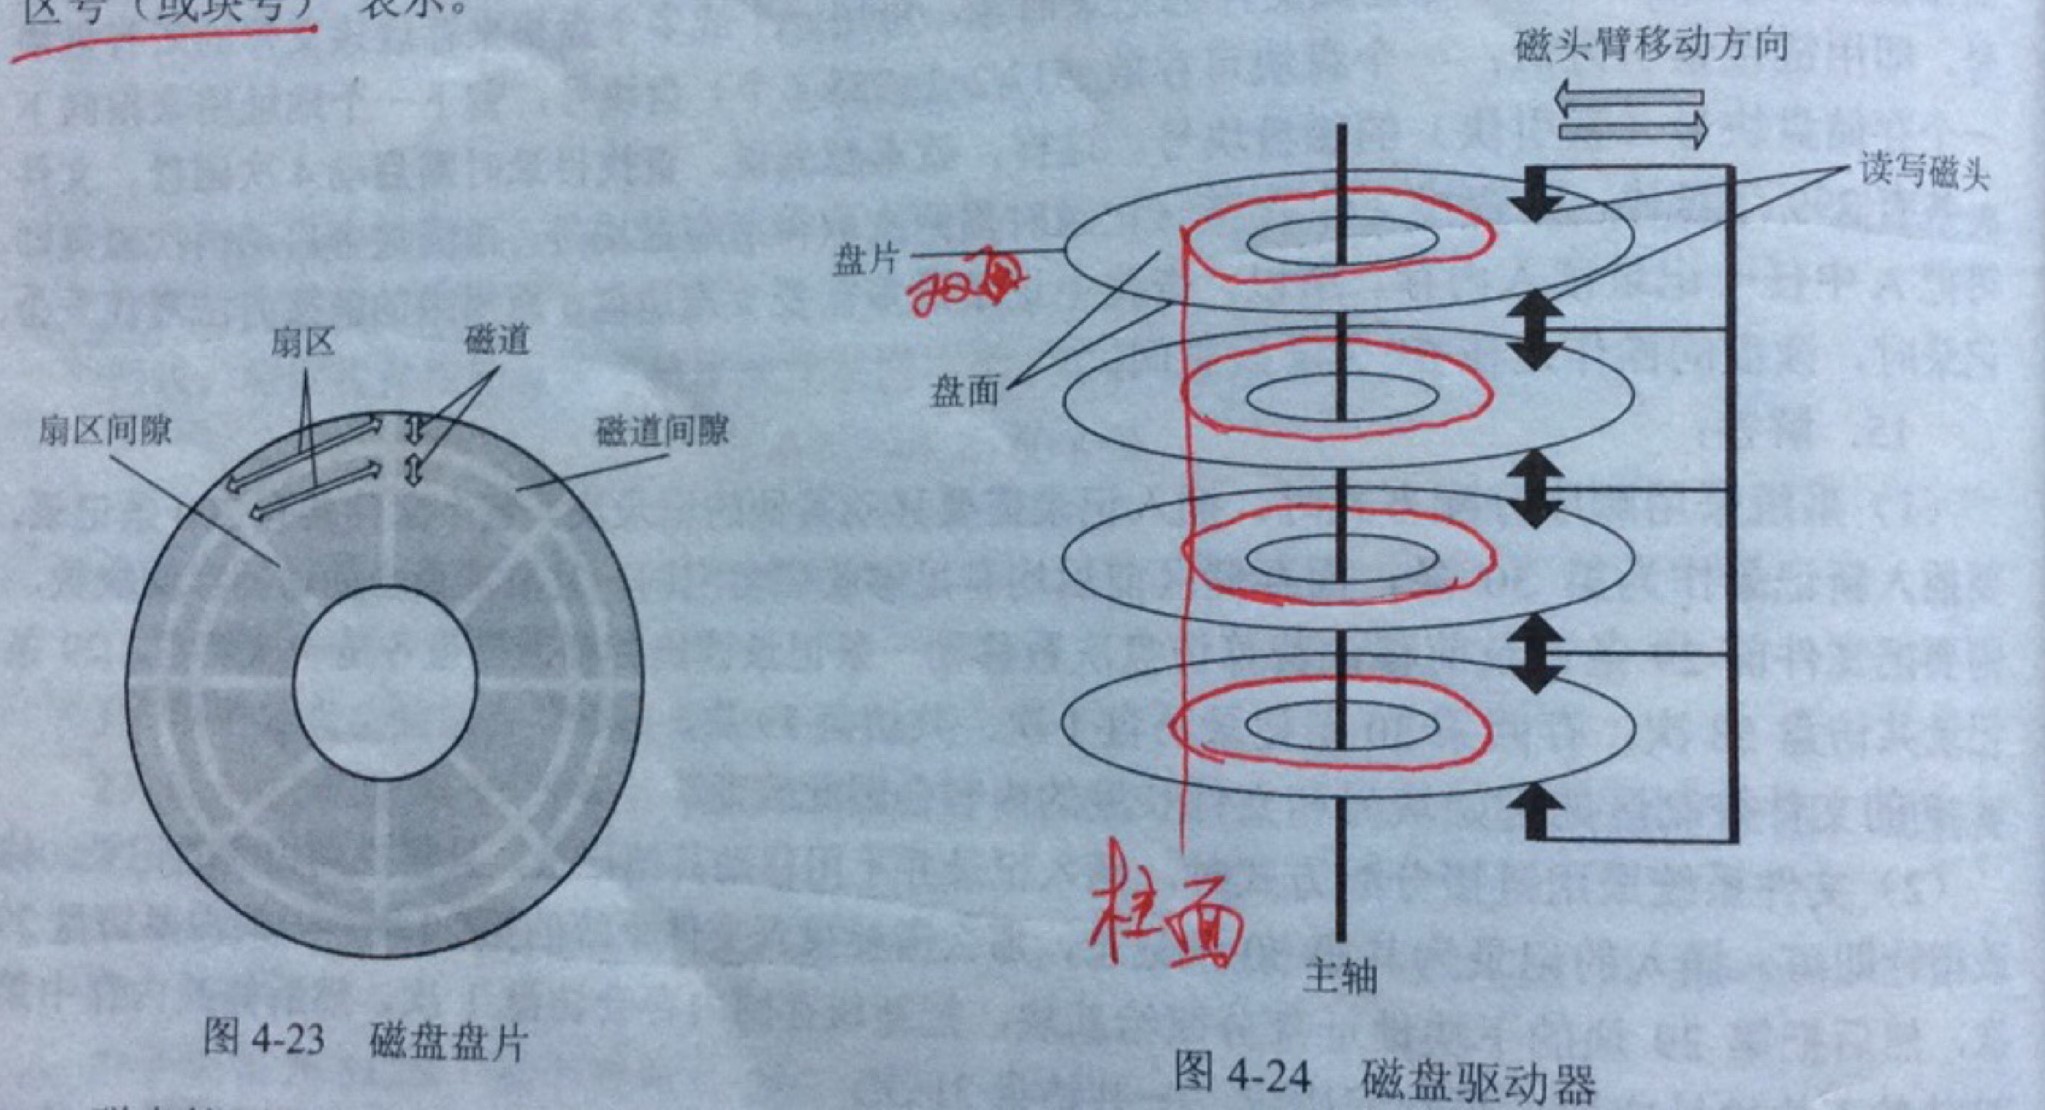 区号（或块号） 表示。
磁头臂移动方向
读写磁头
盘片
双面
盘面
扇区
磁道
扇区间隙
磁道间隙
柱面
主轴
图 4-23 磁盘盘片
图 4-24 磁盘驱动器